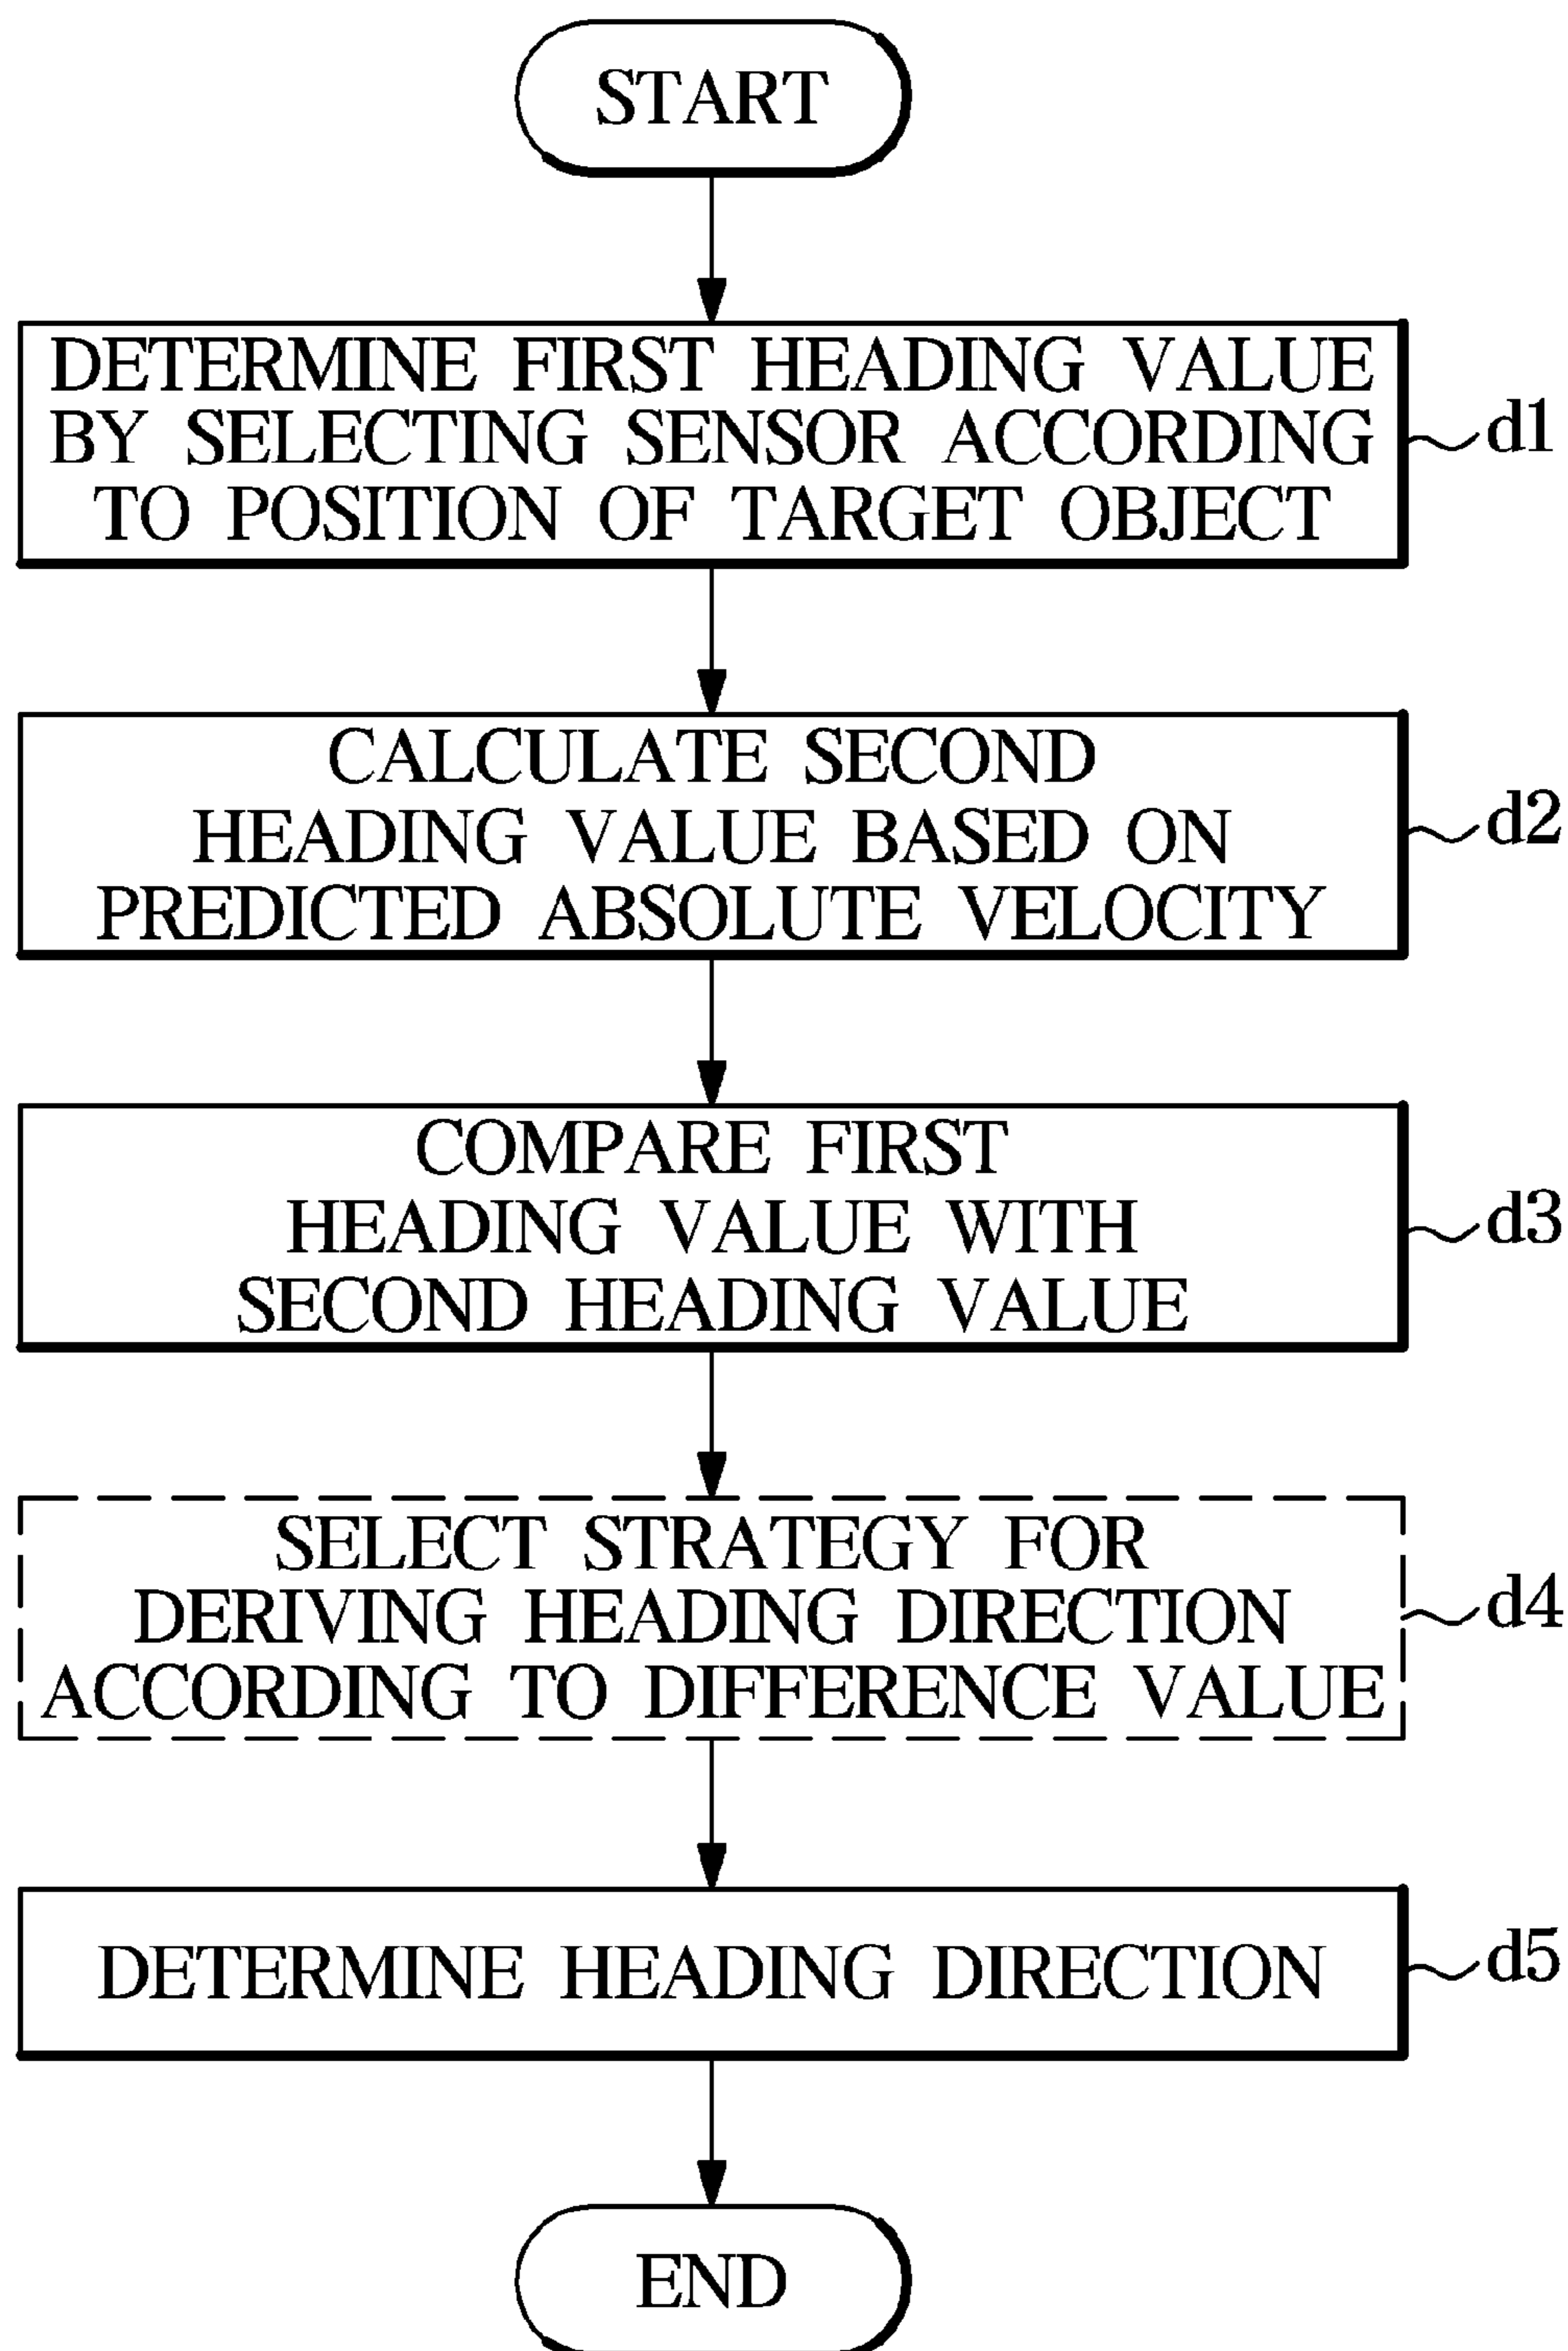 START
DETERMINE FIRST HEADING VALUE
BY SELECTING SENSOR ACCORDING
TO POSITION OF TARGET OBJECT
d1
CALCULATE SECOND
HEADING VALUE BASED ON
PREDICTED ABSOLUTE VELOCITY
d2
COMPARE FIRST
HEADING VALUE WITH
SECOND HEADING VALUE
d3
SELECT STRATEGY FOR
DERIVING HEADING DIRECTION
ACCORDING TO DIFFERENCE VALUE
d4
DETERMINE HEADING DIRECTION
d5
END